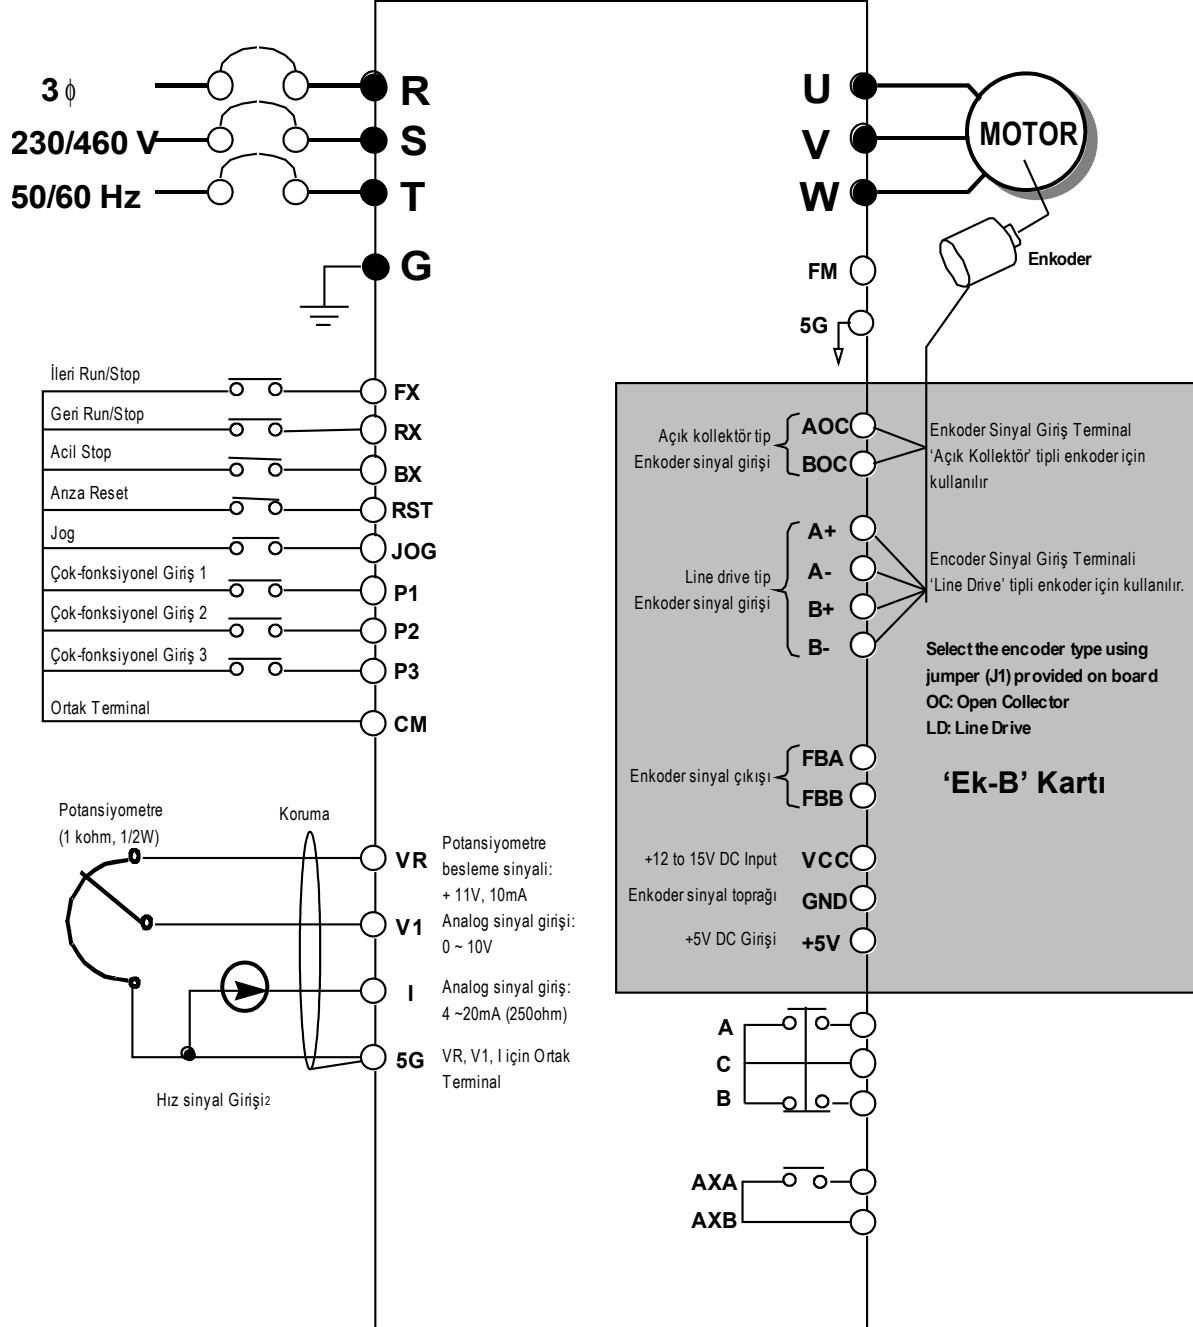 3 ϕ
230/460 V
50/60 Hz
R
S
T
G
U
V
W
MOTOR
Enkoder
FM
5G
İleri Run/Stop
FX
Geri Run/Stop
RX
Acil Stop
BX
Arıza Reset
RST
Jog
JOG
Çok-fonksiyonel Giriş 1
P1
Çok-fonksiyonel Giriş 2
P2
Çok-fonksiyonel Giriş 3
P3
Ortak Terminal
CM
Potansiyometre
(1 kohm, 1/2W)
Koruma
VR
Potansiyometre
besleme sinyali:
+ 11V, 10mA
V1
Analog sinyal girişi:
0 ~ 10V
I
Analog sinyal giriş:
4 ~20mA (250ohm)
5G
VR, V1, I için Ortak
Terminal
Hız sinyal Girişi2
Açık kollektör tip
Enkoder sinyal girişi
AOC
BOC
Enkoder Sinyal Giriş Terminal
‘Açık Kollektör’ tipli enkoder için
kullanılır
Line drive tip
Enkoder sinyal girişi
A+
A-
B+
B-
Encoder Sinyal Giriş Terminali
‘Line Drive’ tipli enkoder için kullanılır.
Select the encoder type using
jumper (J1) provided on board
OC: Open Collector
LD: Line Drive
Enkoder sinyal çıkışı
FBA
FBB
‘Ek-B’ Kartı
+12 to 15V DC Input
VCC
Enkoder sinyal toprağı
GND
+5V DC Girişi
+5V
A
C
B
AXA
AXB